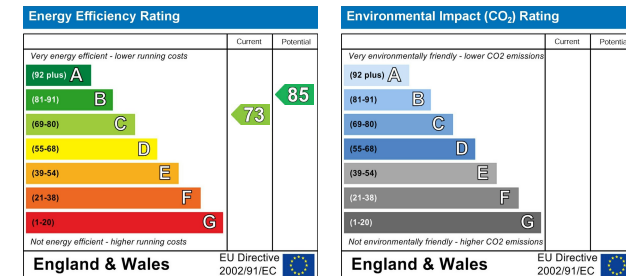 Energy Efficiency Rating
Current Potential
Very energy efficient - lower running costs
(92 plus) A
(81-91) B
(69-80) C
(55-68) D
(39-54) E
(21-38) F
(1-20) G
73
85
Not energy efficient - higher running costs
England & Wales
EU Directive
2002/91/EC
Environmental Impact (CO₂) Rating
Current Potential
Very environmentally friendly - lower CO2 emissions
(92 plus) A
(81-91) B
(69-80) C
(55-68) D
(39-54) E
(21-38) F
(1-20) G
Not environmentally friendly - higher CO2 emissions
England & Wales
EU Directive
2002/91/EC